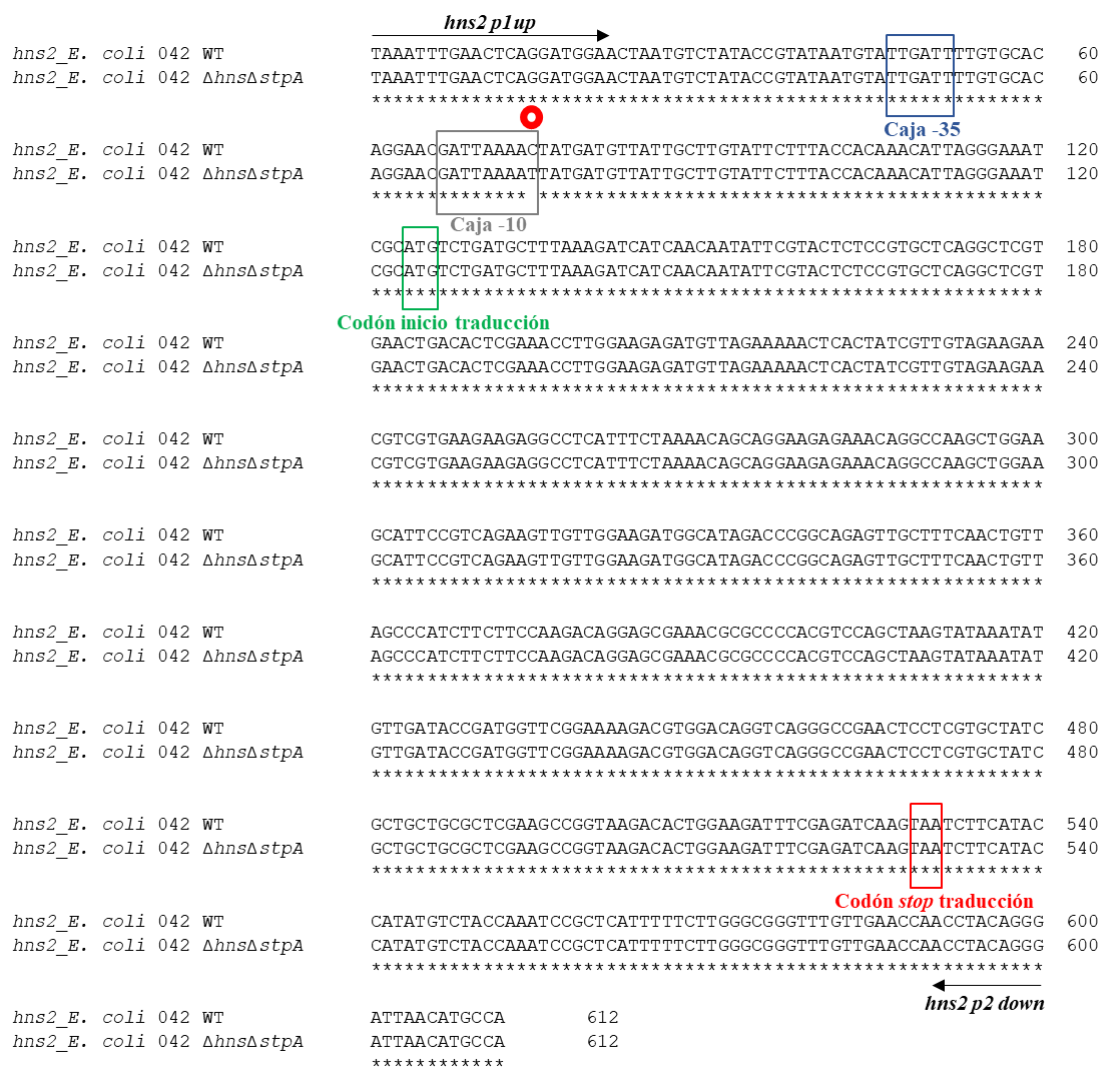 hns2 p1up
hns2_E. coli 042 WT TAAATTTGAACTCAGGATGGAACTAATGTCTATACCGTATAATGTATTGATTTTGTGCAC 60
hns2_E. coli 042 ΔhnsΔstpA TAAATTTGAACTCAGGATGGAACTAATGTCTATACCGTATAATGTATTGATTTTGTGCAC 60
************************************************************
Caja -35
hns2_E. coli 042 WT AGGAACGATTAAAACTATGATGTTATTGCTTGTATTCTTTACCACAAACATTAGGGAAAT 120
hns2_E. coli 042 ΔhnsΔstpA AGGAACGATTAAAATTATGATGTTATTGCTTGTATTCTTTACCACAAACATTAGGGAAAT 120
************** *********************************************
Caja -10
hns2_E. coli 042 WT CGCATGTCTGATGCTTTAAAGATCATCAACAATATTCGTACTCTCCGTGCTCAGGCTCGT 180
hns2_E. coli 042 ΔhnsΔstpA CGCATGTCTGATGCTTTAAAGATCATCAACAATATTCGTACTCTCCGTGCTCAGGCTCGT 180
************************************************************
Codón inicio traducción
hns2_E. coli 042 WT GAACTGACACTCGAAACCTTGGAAGAGATGTTAGAAAAACTCACTATCGTTGTAGAAGAA 240
hns2_E. coli 042 ΔhnsΔstpA GAACTGACACTCGAAACCTTGGAAGAGATGTTAGAAAAACTCACTATCGTTGTAGAAGAA 240
************************************************************
hns2_E. coli 042 WT CGTCGTGAAGAAGAGGCCTCATTTCTAAAACAGCAGGAAGAGAAACAGGCCAAGCTGGAA 300
hns2_E. coli 042 ΔhnsΔstpA CGTCGTGAAGAAGAGGCCTCATTTCTAAAACAGCAGGAAGAGAAACAGGCCAAGCTGGAA 300
************************************************************
hns2_E. coli 042 WT GCATTCCGTCAGAAGTTGTTGGAAGATGGCATAGACCCGGCAGAGTTGCTTTCAACTGTT 360
hns2_E. coli 042 ΔhnsΔstpA GCATTCCGTCAGAAGTTGTTGGAAGATGGCATAGACCCGGCAGAGTTGCTTTCAACTGTT 360
************************************************************
hns2_E. coli 042 WT AGCCCATCTTCTTCCAAGACAGGAGCGAAACGCGCCCCACGTCCAGCTAAGTATAAATAT 420
hns2_E. coli 042 ΔhnsΔstpA AGCCCATCTTCTTCCAAGACAGGAGCGAAACGCGCCCCACGTCCAGCTAAGTATAAATAT 420
************************************************************
hns2_E. coli 042 WT GTTGATACCGATGGTTCGGAAAAGACGTGGACAGGTCAGGGCCGAACTCCTCGTGCTATC 480
hns2_E. coli 042 ΔhnsΔstpA GTTGATACCGATGGTTCGGAAAAGACGTGGACAGGTCAGGGCCGAACTCCTCGTGCTATC 480
************************************************************
hns2_E. coli 042 WT GCTGCTGCGCTCGAAGCCGGTAAGACACTGGAAGATTTCGAGATCAAGTAATCTTCATAC 540
hns2_E. coli 042 ΔhnsΔstpA GCTGCTGCGCTCGAAGCCGGTAAGACACTGGAAGATTTCGAGATCAAGTAATCTTCATAC 540
************************************************************
Codón stop traducción
hns2_E. coli 042 WT CATATGTCTACCAAATCCGCTCATTTTTCTTGGGCGGGTTTGTTGAACCAACCTACAGGG 600
hns2_E. coli 042 ΔhnsΔstpA CATATGTCTACCAAATCCGCTCATTTTTCTTGGGCGGGTTTGTTGAACCAACCTACAGGG 600
************************************************************
hns2 p2 down
hns2_E. coli 042 WT ATTAACATGCCA 612
hns2_E. coli 042 ΔhnsΔstpA ATTAACATGCCA 612
************